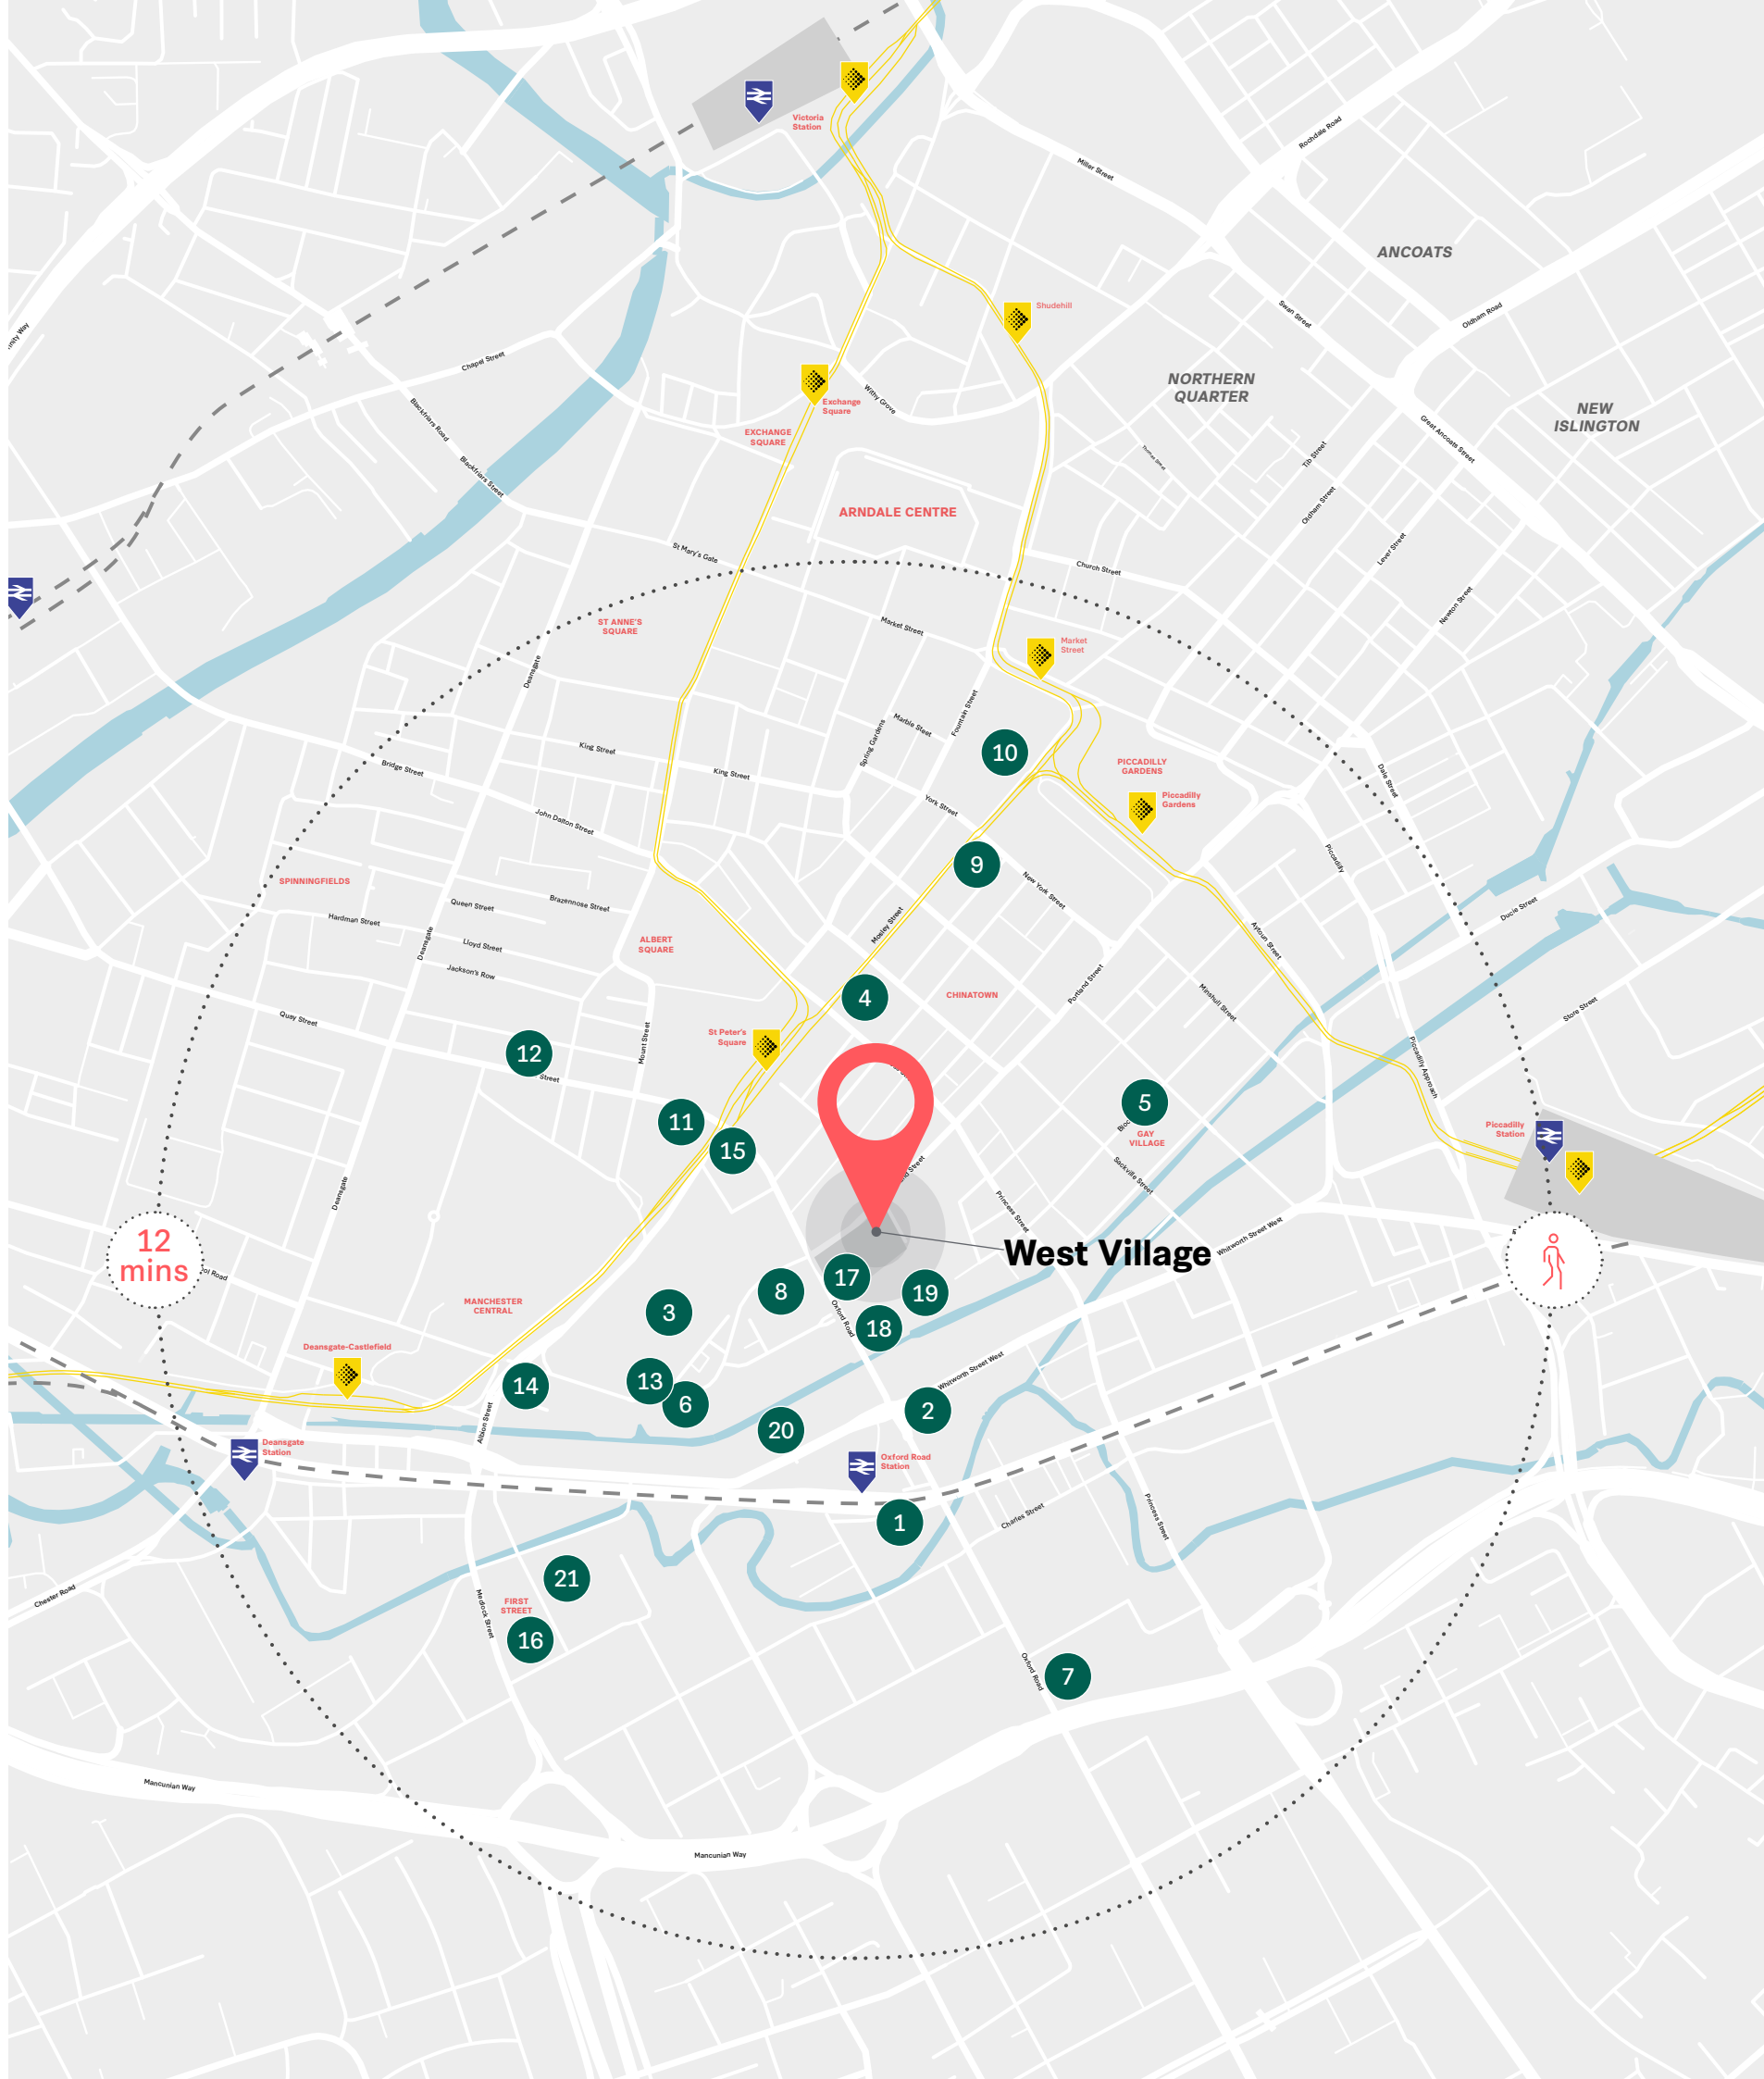 Victoria
Station
Miller Street
Rochdale Road
ANCOATS
Swan Street
Oldham Road
Shudehill
Chapel Street
Exchange
Square
Withy Grove
NORTHERN
QUARTER
NEW
ISLINGTON
Blackfriars Road
EXCHANGE
SQUARE
Great Ancoats Street
Tib Street
Thomas Street
Blackfriars Street
Oldham Street
ARNDALE CENTRE
St Mary's Gate
Church Street
Lever Street
Newton Street
ST ANNE'S
SQUARE
Market Street
Market
Street
Deansgate
Fountain Street
Marble Steet
Spring Gardens
King Street
King Street
10
PICCADILLY
GARDENS
Bridge Street
Dale Street
York Street
Piccadilly
Gardens
John Dalton Street
Piccadilly
9
SPINNINGFIELDS
New York Street
Queen Street
Brazennose Street
Hardman Street
Ducie Street
Mosley Street
Aytoun Street
Deansgate
Lloyd Street
ALBERT
SQUARE
Jackson's Row
4
CHINATOWN
Portland Street
Minshull Street
Store Street
Quay Street
St Peter's
Square
Mount Street
12
Street
Piccadilly Approach
5
11
GAY
VILLAGE
Piccadilly
Station
15
Sackville Street
Deansgate
Princess Street
West Village
Whitworth Street West
12
mins
ool Road
17
8
19
MANCHESTER
CENTRAL
3
Oxford Road
18
Deansgate-Castlefield
Whitworth Street West
14
13
6
2
20
Albion Street
Deansgate
Station
Oxford Road
Station
1
Charles Street
Princess Street
21
Chester Road
Medlock Street
FIRST
STREET
16
Oxford Road
7
Mancunian Way
Mancunian Way